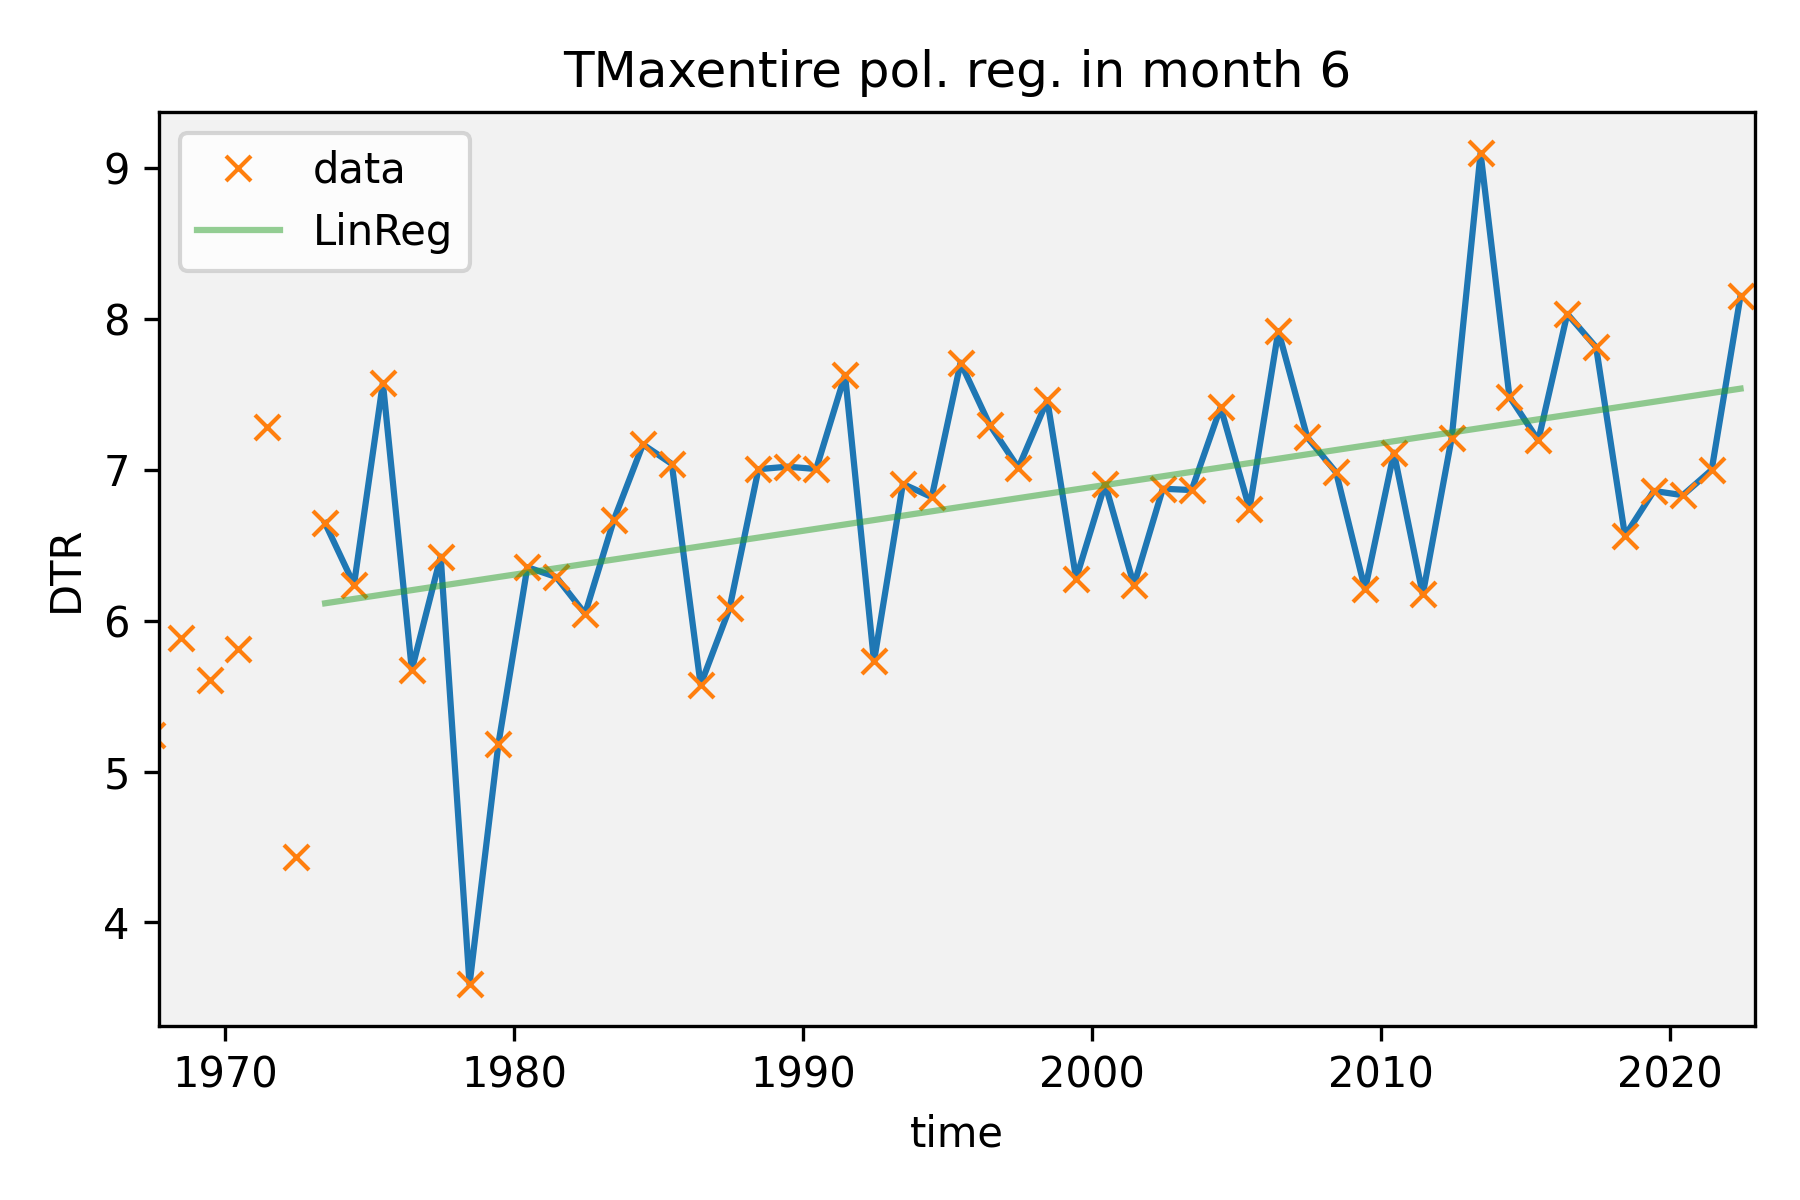 TMaxentire pol. reg. in month 6
data
LinReg
DTR
9
8
7
6
5
4
1970 1980 1990 2000 2010 2020
time